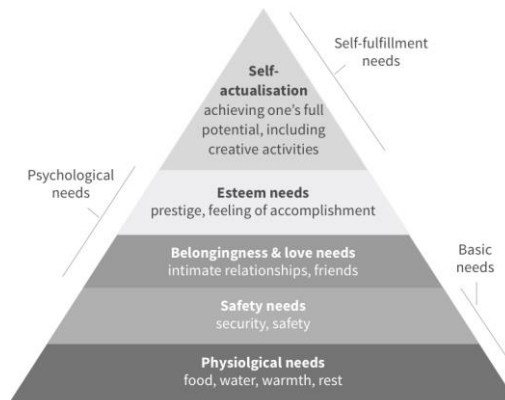 Self-fulfillment
needs
Self-
actualisation
achieving one's full
potential, including
creative activities
Psychological
needs
Esteem needs
prestige, feeling of accomplishment
Belongingness & love needs
intimate relationships, friends
Basic
needs
Safety needs
security, safety
Physiolgical needs
food, water, warmth, rest